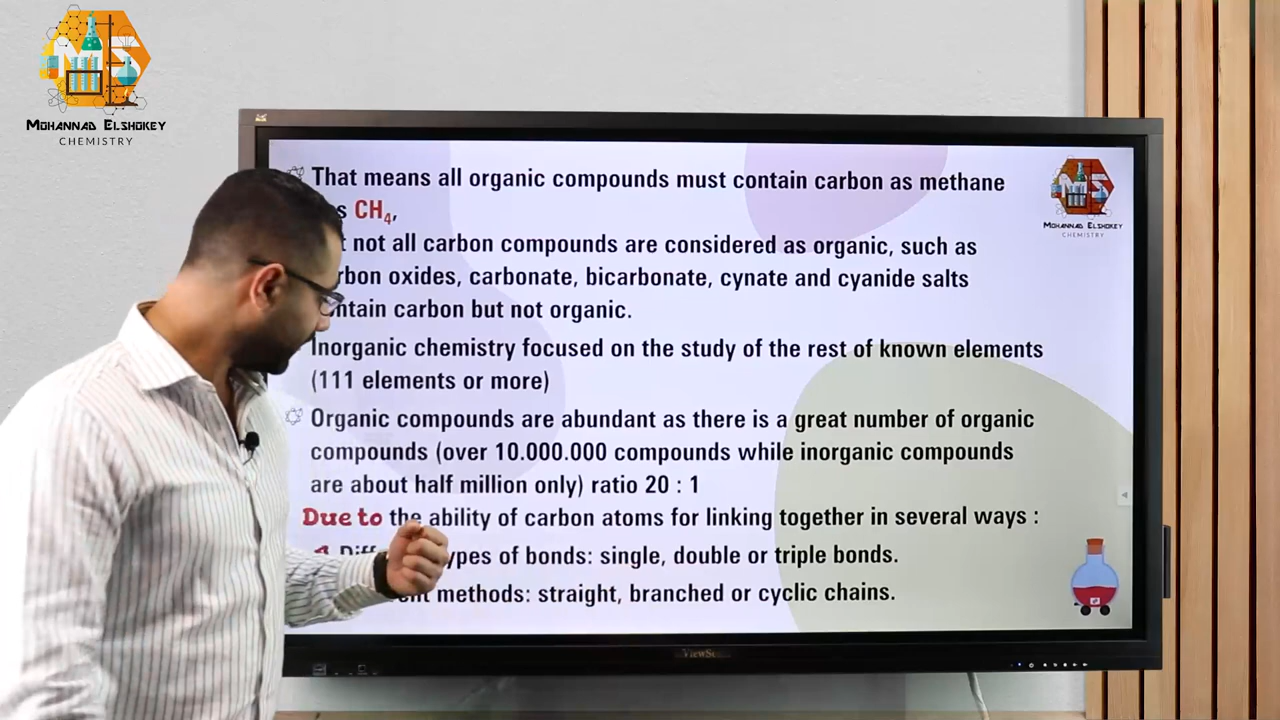 MS
MOHANNAD ELSHOKEY
CHEMISTRY
That means all organic compounds must contain carbon as methane
CH₄,
not all carbon compounds are considered as organic, such as
oxides, carbonate, bicarbonate, cynate and cyanide salts
carbon but not organic.
Inorganic chemistry focused on the study of the rest of known elements
(111 elements or more)
Organic compounds are abundant as there is a great number of organic
compounds (over 10.000.000 compounds while inorganic compounds
are about half million only) ratio 20 : 1
Due to the ability of carbon atoms for linking together in several ways :
of bonds: single, double or triple bonds.
methods: straight, branched or cyclic chains.
MS
MOHANNAD ELSHOKEY
CHEMISTRY